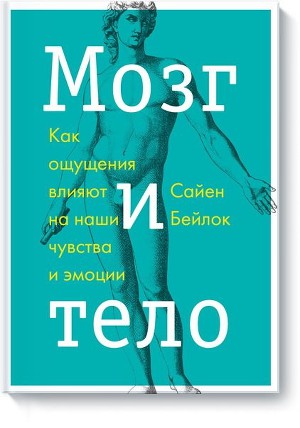 Мозг
Как
ощущения
влияют
на наши
чувства
и эмоции
и
Сайен
Бейлок
тело